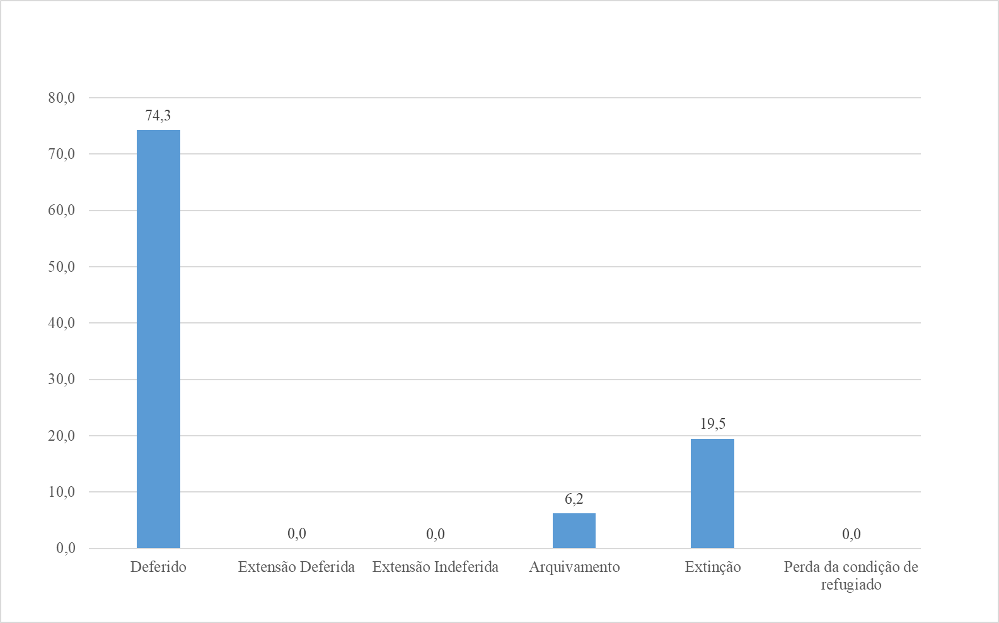 80,0
74,3
70,0
60,0
50,0
40,0
30,0
19,5
20,0
10,0
6,2
0,0
0,0
0,0
0,0
Deferido
Extensão Deferida
Extensão Indeferida
Arquivamento
Extinção
Perda da condição de
refugiado